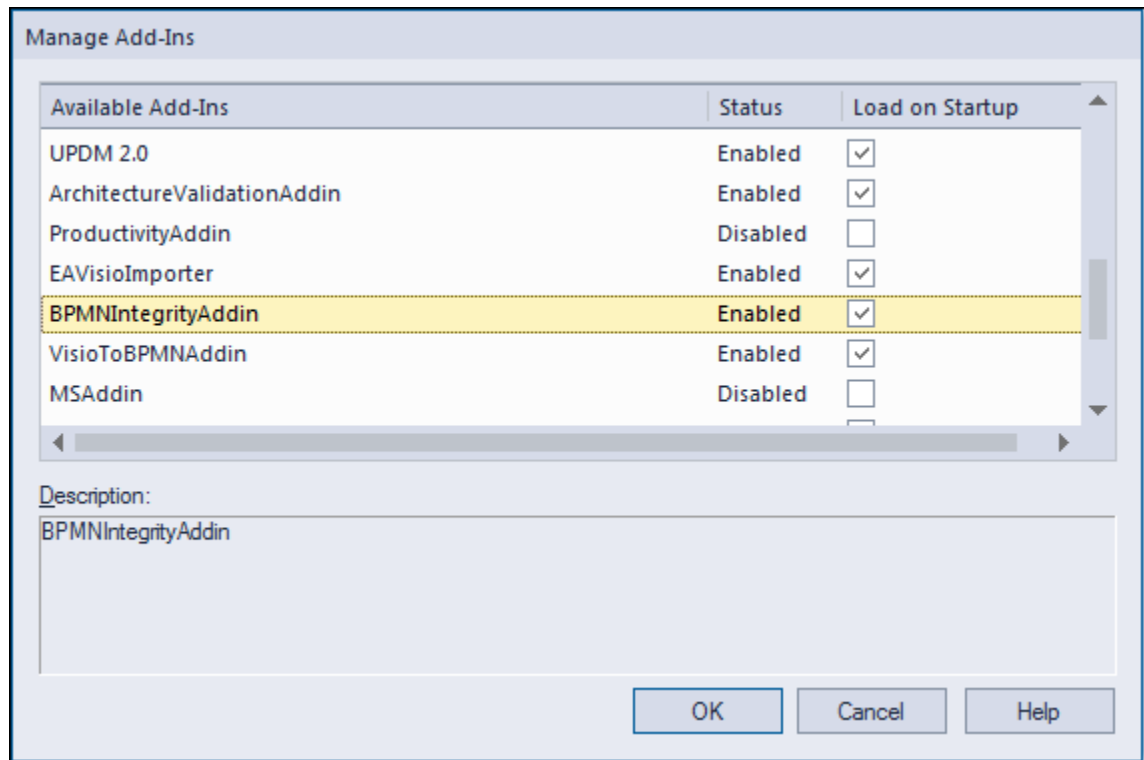 Manage Add-Ins
Available Add-Ins Status Load on Startup
UPDM 2.0 Enabled
ArchitectureValidationAddin Enabled
ProductivityAddin Disabled
EAVisioImporter Enabled
BPMNIntegrityAddin Enabled
VisioToBPMNAddin Enabled
MSAddin Disabled
Description:
BPMNIntegrityAddin
OK Cancel Help